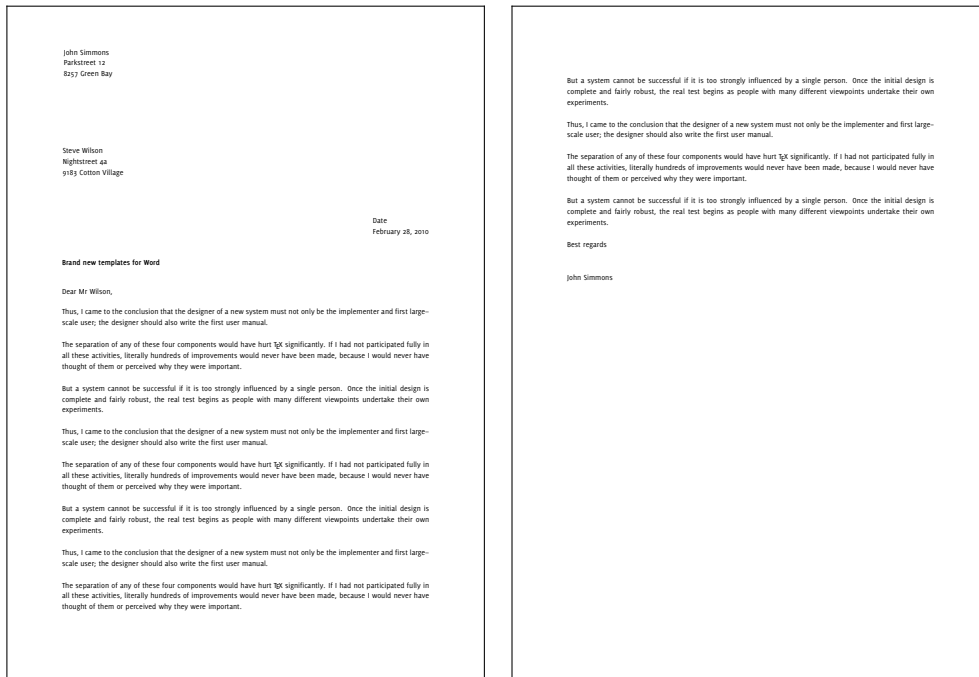 John Simmons
Parkstreet 12
8257 Green Bay
Steve Wilson
Nightstreet 4a
9183 Cotton Village
Date
February 28, 2010
Brand new templates for Word
Dear Mr Wilson,
Thus, I came to the conclusion that the designer of a new system must not only be the implementer and first large-
scale user; the designer should also write the first user manual.
The separation of any of these four components would have hurt TEX significantly. If I had not participated fully in
all these activities, literally hundreds of improvements would never have been made, because I would never have
thought of them or perceived why they were important.
But a system cannot be successful if it is too strongly influenced by a single person. Once the initial design is
complete and fairly robust, the real test begins as people with many different viewpoints undertake their own
experiments.
Thus, I came to the conclusion that the designer of a new system must not only be the implementer and first large-
scale user; the designer should also write the first user manual.
The separation of any of these four components would have hurt TEX significantly. If I had not participated fully in
all these activities, literally hundreds of improvements would never have been made, because I would never have
thought of them or perceived why they were important.
But a system cannot be successful if it is too strongly influenced by a single person. Once the initial design is
complete and fairly robust, the real test begins as people with many different viewpoints undertake their own
experiments.
Thus, I came to the conclusion that the designer of a new system must not only be the implementer and first large-
scale user; the designer should also write the first user manual.
The separation of any of these four components would have hurt TEX significantly. If I had not participated fully in
all these activities, literally hundreds of improvements would never have been made, because I would never have
thought of them or perceived why they were important.
But a system cannot be successful if it is too strongly influenced by a single person. Once the initial design is
complete and fairly robust, the real test begins as people with many different viewpoints undertake their own
experiments.
Thus, I came to the conclusion that the designer of a new system must not only be the implementer and first large-
scale user; the designer should also write the first user manual.
The separation of any of these four components would have hurt TEX significantly. If I had not participated fully in
all these activities, literally hundreds of improvements would never have been made, because I would never have
thought of them or perceived why they were important.
But a system cannot be successful if it is too strongly influenced by a single person. Once the initial design is
complete and fairly robust, the real test begins as people with many different viewpoints undertake their own
experiments.
Best regards
John Simmons